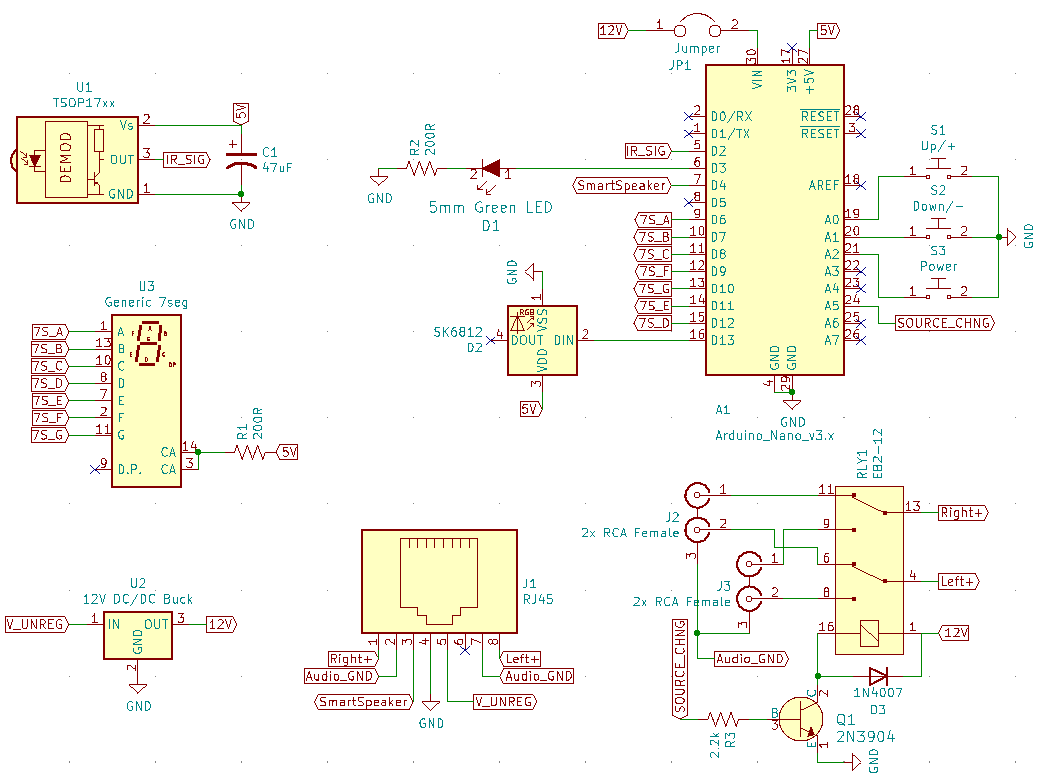 12V
1
2
Jumper
JP1
5V
30
17
27
VIN
3V3
+5V
U1
TSOP17xx
Vs
2
DEMOD
OUT
3
IR_SIG
GND
1
5V
+
C1
47uF
GND
R2
200R
GND
2
1
5mm Green LED
D1
IR_SIG
SmartSpeaker
7S_A
7S_B
7S_C
7S_F
7S_G
7S_E
7S_D
2 D0/RX
1 D1/TX
5 D2
6 D3
7 D4
8 D5
9 D6
10 D7
11 D8
12 D9
13 D10
14 D11
15 D12
16 D13
RESET 28
RESET 3
AREF 18
A0 19
A1 20
A2 21
A3 22
A4 23
A5 24
A6 25
A7 26
GND
GND
4
29
GND
A1
Arduino_Nano_v3.x
S1
Up/+
1
2
S2
Down/-
1
2
S3
Power
1
2
GND
SOURCE_CHNG
GND
1
RGB
VSS
SK6812
D2
4
DOUT
DIN
2
VDD
3
5V
U3
Generic 7seg
7S_A 1 A
7S_B 13 B
7S_C 10 C
7S_D 8 D
7S_E 7 E
7S_F 2 F
7S_G 11 G
9 D.P.
A
F
B
G
E
C
D
DP
CA 14
CA 3
R1
200R
5V
U2
12V DC/DC Buck
V_UNREG
1
IN
OUT
3
12V
GND
2
GND
J1
RJ45
1
2
3
4
5
6
7
8
Right+
Audio_GND
SmartSpeaker
GND
V_UNREG
Left+
Audio_GND
RLY1
EB2-12
1
2
J2
2x RCA Female
3
1
J3
2
2x RCA Female
3
11
9
6
8
16
13
4
1
Right+
Left+
12V
SOURCE_CHNG
Audio_GND
1N4007
D3
2.2k
R3
B
3
C
2
E
1
Q1
2N3904
GND